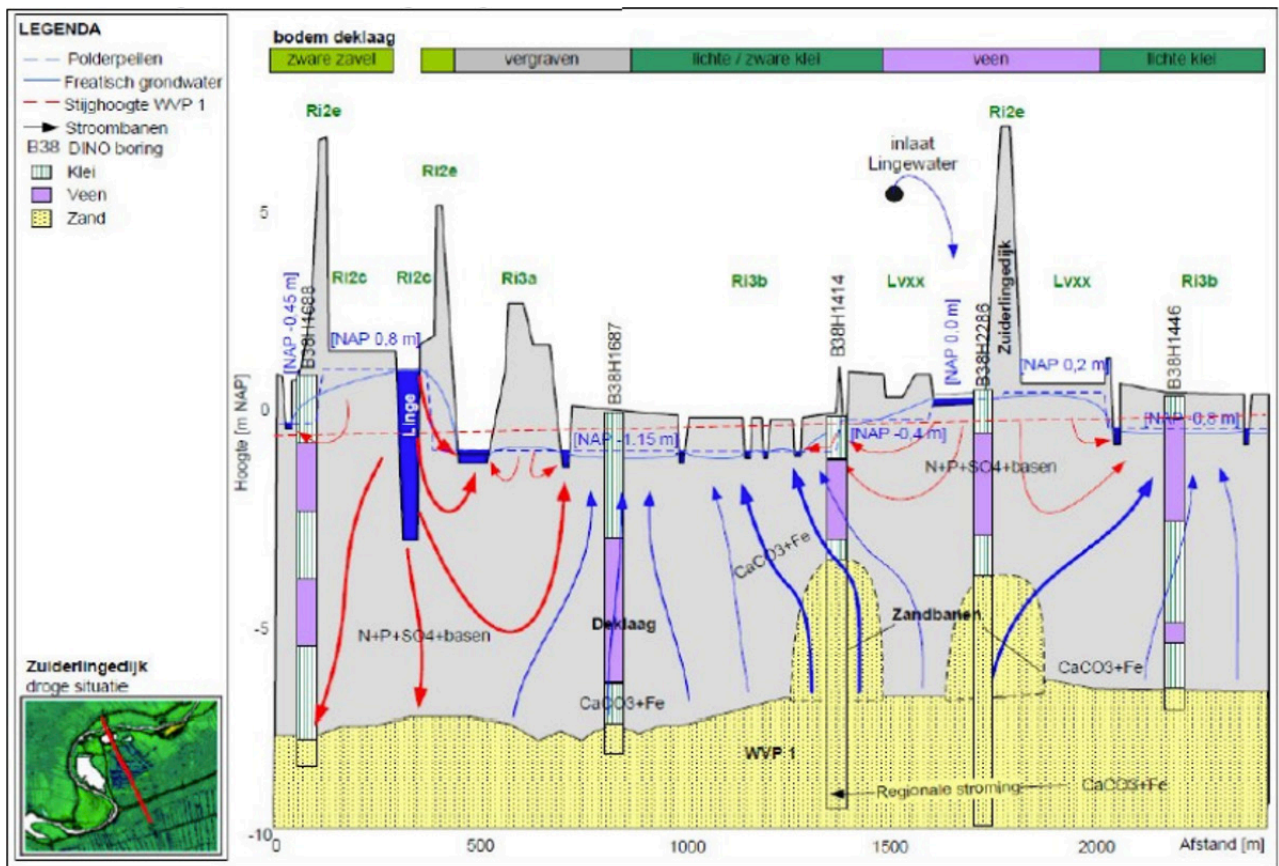 LEGENDA
Polderpeilen
Freatisch grondwater
Stijghoogte WVP 1
Stroombanen
B38 DINO boring
Klei
Veen
Zand
bodem deklaag
zware zavel
vergraven
lichte / zware klei
veen
lichte klei
Ri2e
Ri2e
Ri2e
inlaat
Lingewater
Ri2c
Ri2c
Ri3a
Ri3b
Lvxx
Lvxx
Ri3b
Zuiderlingedijk
[NAP -0.45 m]
B38H1688
[NAP 0,8 m]
Linge
B38H1687
[NAP -1.15 m]
B38H1414
[NAP -0.4 m]
[NAP 0.0 m]
B38H2286
[NAP 0,2 m]
B38H1446
[NAP -0,8 m]
N+P+SO4+basen
CaCO3+Fe
N+P+SO4+basen
Deklaag
Zandbanen
CaCO3+Fe
CaCO3+Fe
WVP 1
Regionale stroming
CaCO3+Fe
Hoogte [m NAP]
5
0
-5
-10
0
500
1000
1500
2000
Afstand [m]
Zuiderlingedijk
droge situatie